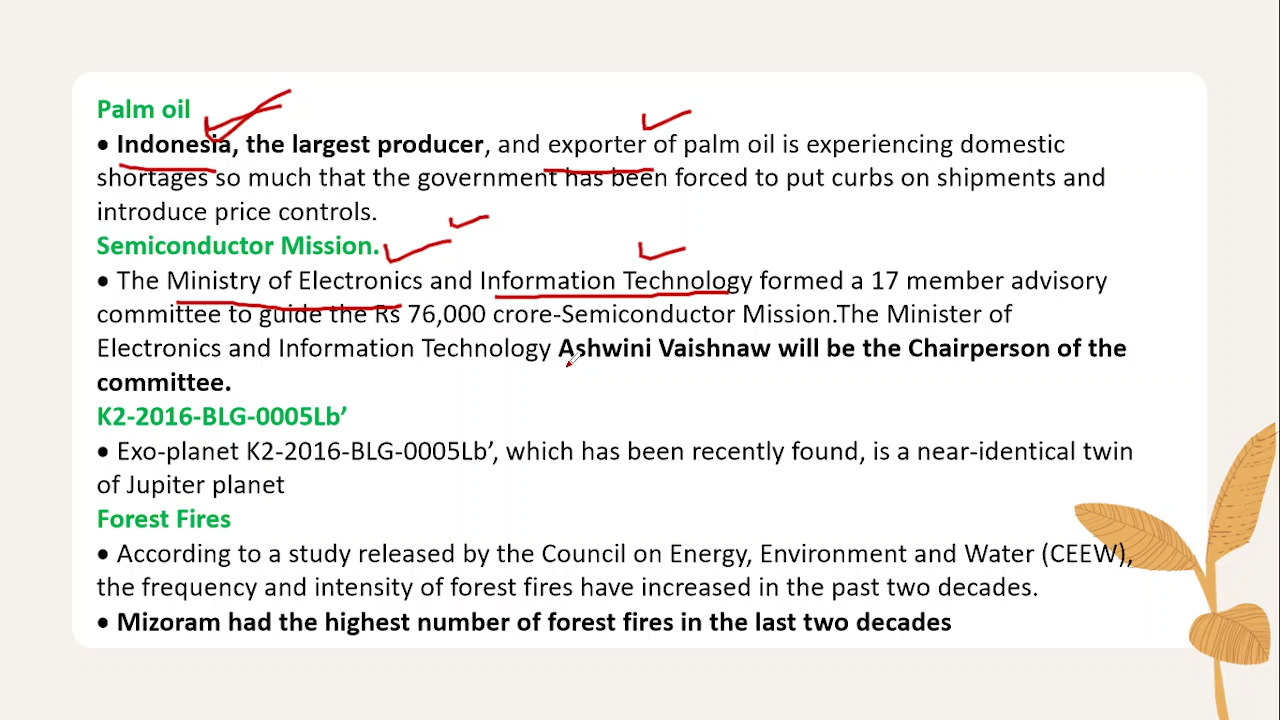 Palm oil
• Indonesia, the largest producer, and exporter of palm oil is experiencing domestic
shortages so much that the government has been forced to put curbs on shipments and
introduce price controls.
Semiconductor Mission.
• The Ministry of Electronics and Information Technology formed a 17 member advisory
committee to guide the Rs 76,000 crore-Semiconductor Mission.The Minister of
Electronics and Information Technology Ashwini Vaishnaw will be the Chairperson of the
committee.
K2-2016-BLG-0005Lb’
• Exo-planet K2-2016-BLG-0005Lb’, which has been recently found, is a near-identical twin
of Jupiter planet
Forest Fires
• According to a study released by the Council on Energy, Environment and Water (CEEW),
the frequency and intensity of forest fires have increased in the past two decades.
• Mizoram had the highest number of forest fires in the last two decades